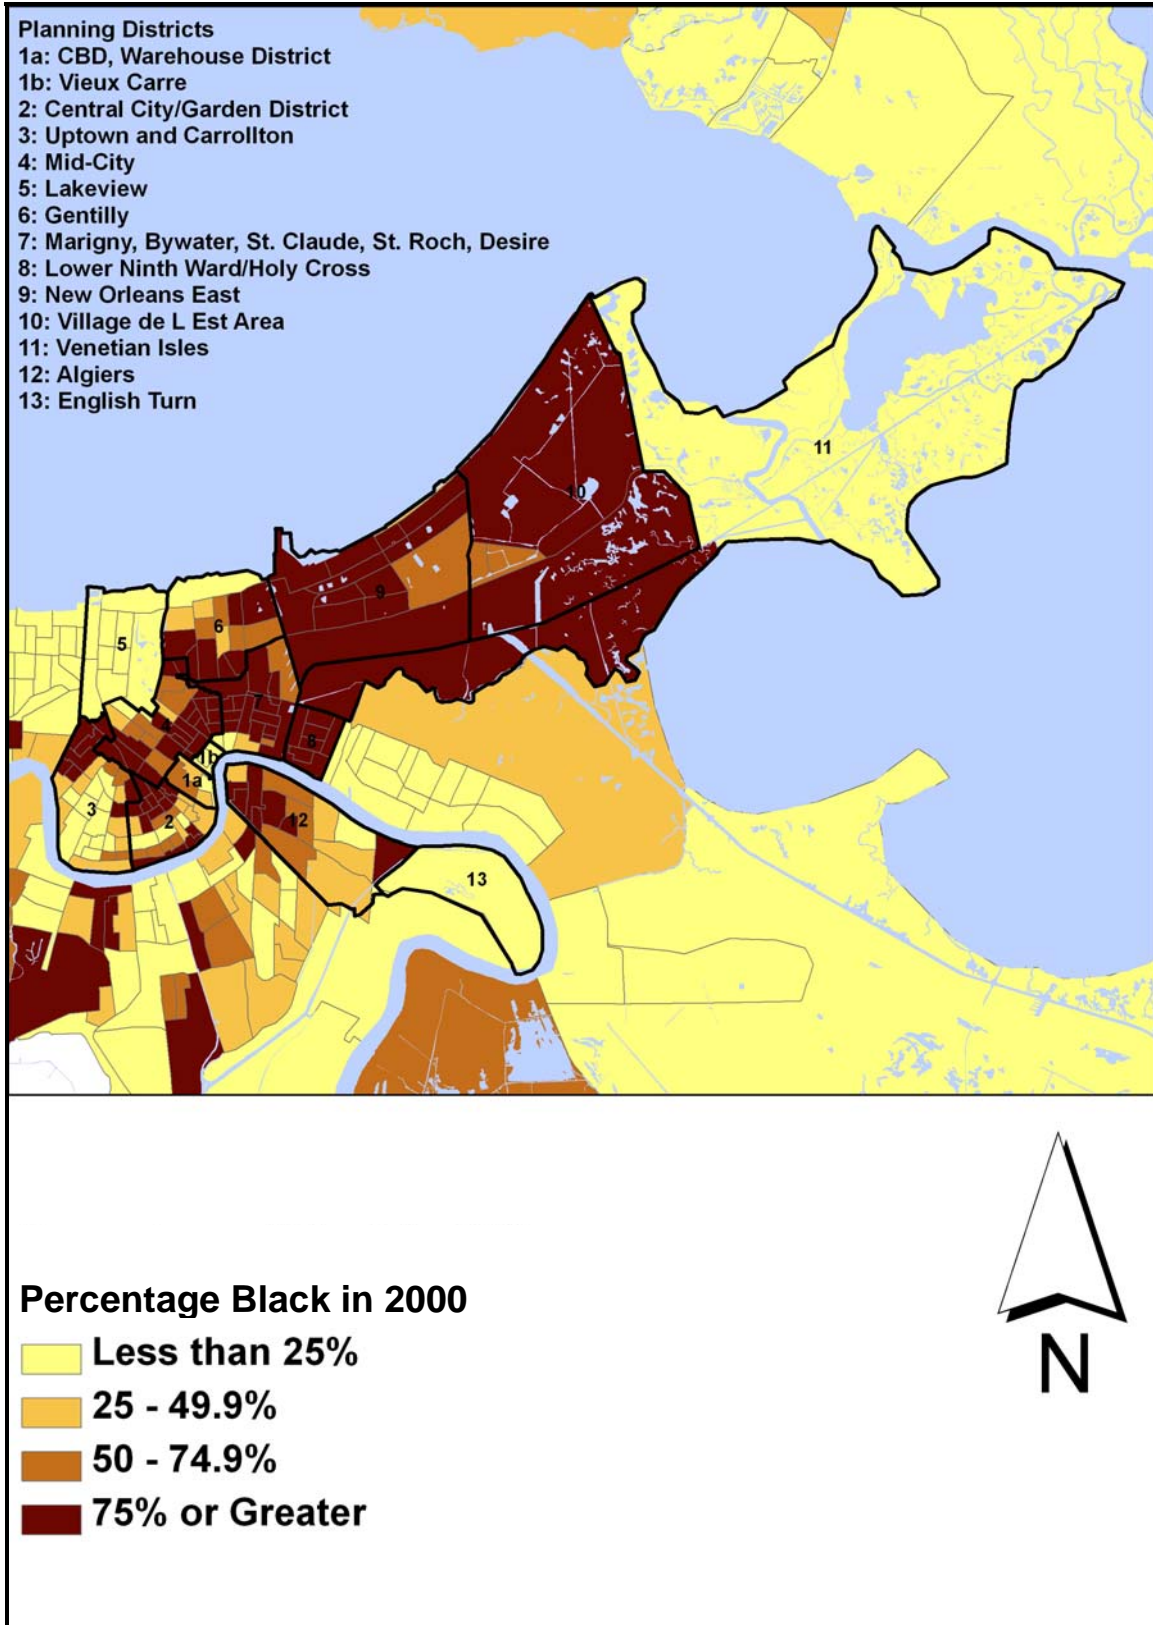 Planning Districts
1a: CBD, Warehouse District
1b: Vieux Carre
2: Central City/Garden District
3: Uptown and Carrollton
4: Mid-City
5: Lakeview
6: Gentilly
7: Marigny, Bywater, St. Claude, St. Roch, Desire
8: Lower Ninth Ward/Holy Cross
9: New Orleans East
10: Village de L Est Area
11: Venetian Isles
12: Algiers
13: English Turn
11
10
9
6
5
7
4
8
1b
1a
3
2
12
13
Percentage Black in 2000
Less than 25%
25 - 49.9%
50 - 74.9%
75% or Greater
N